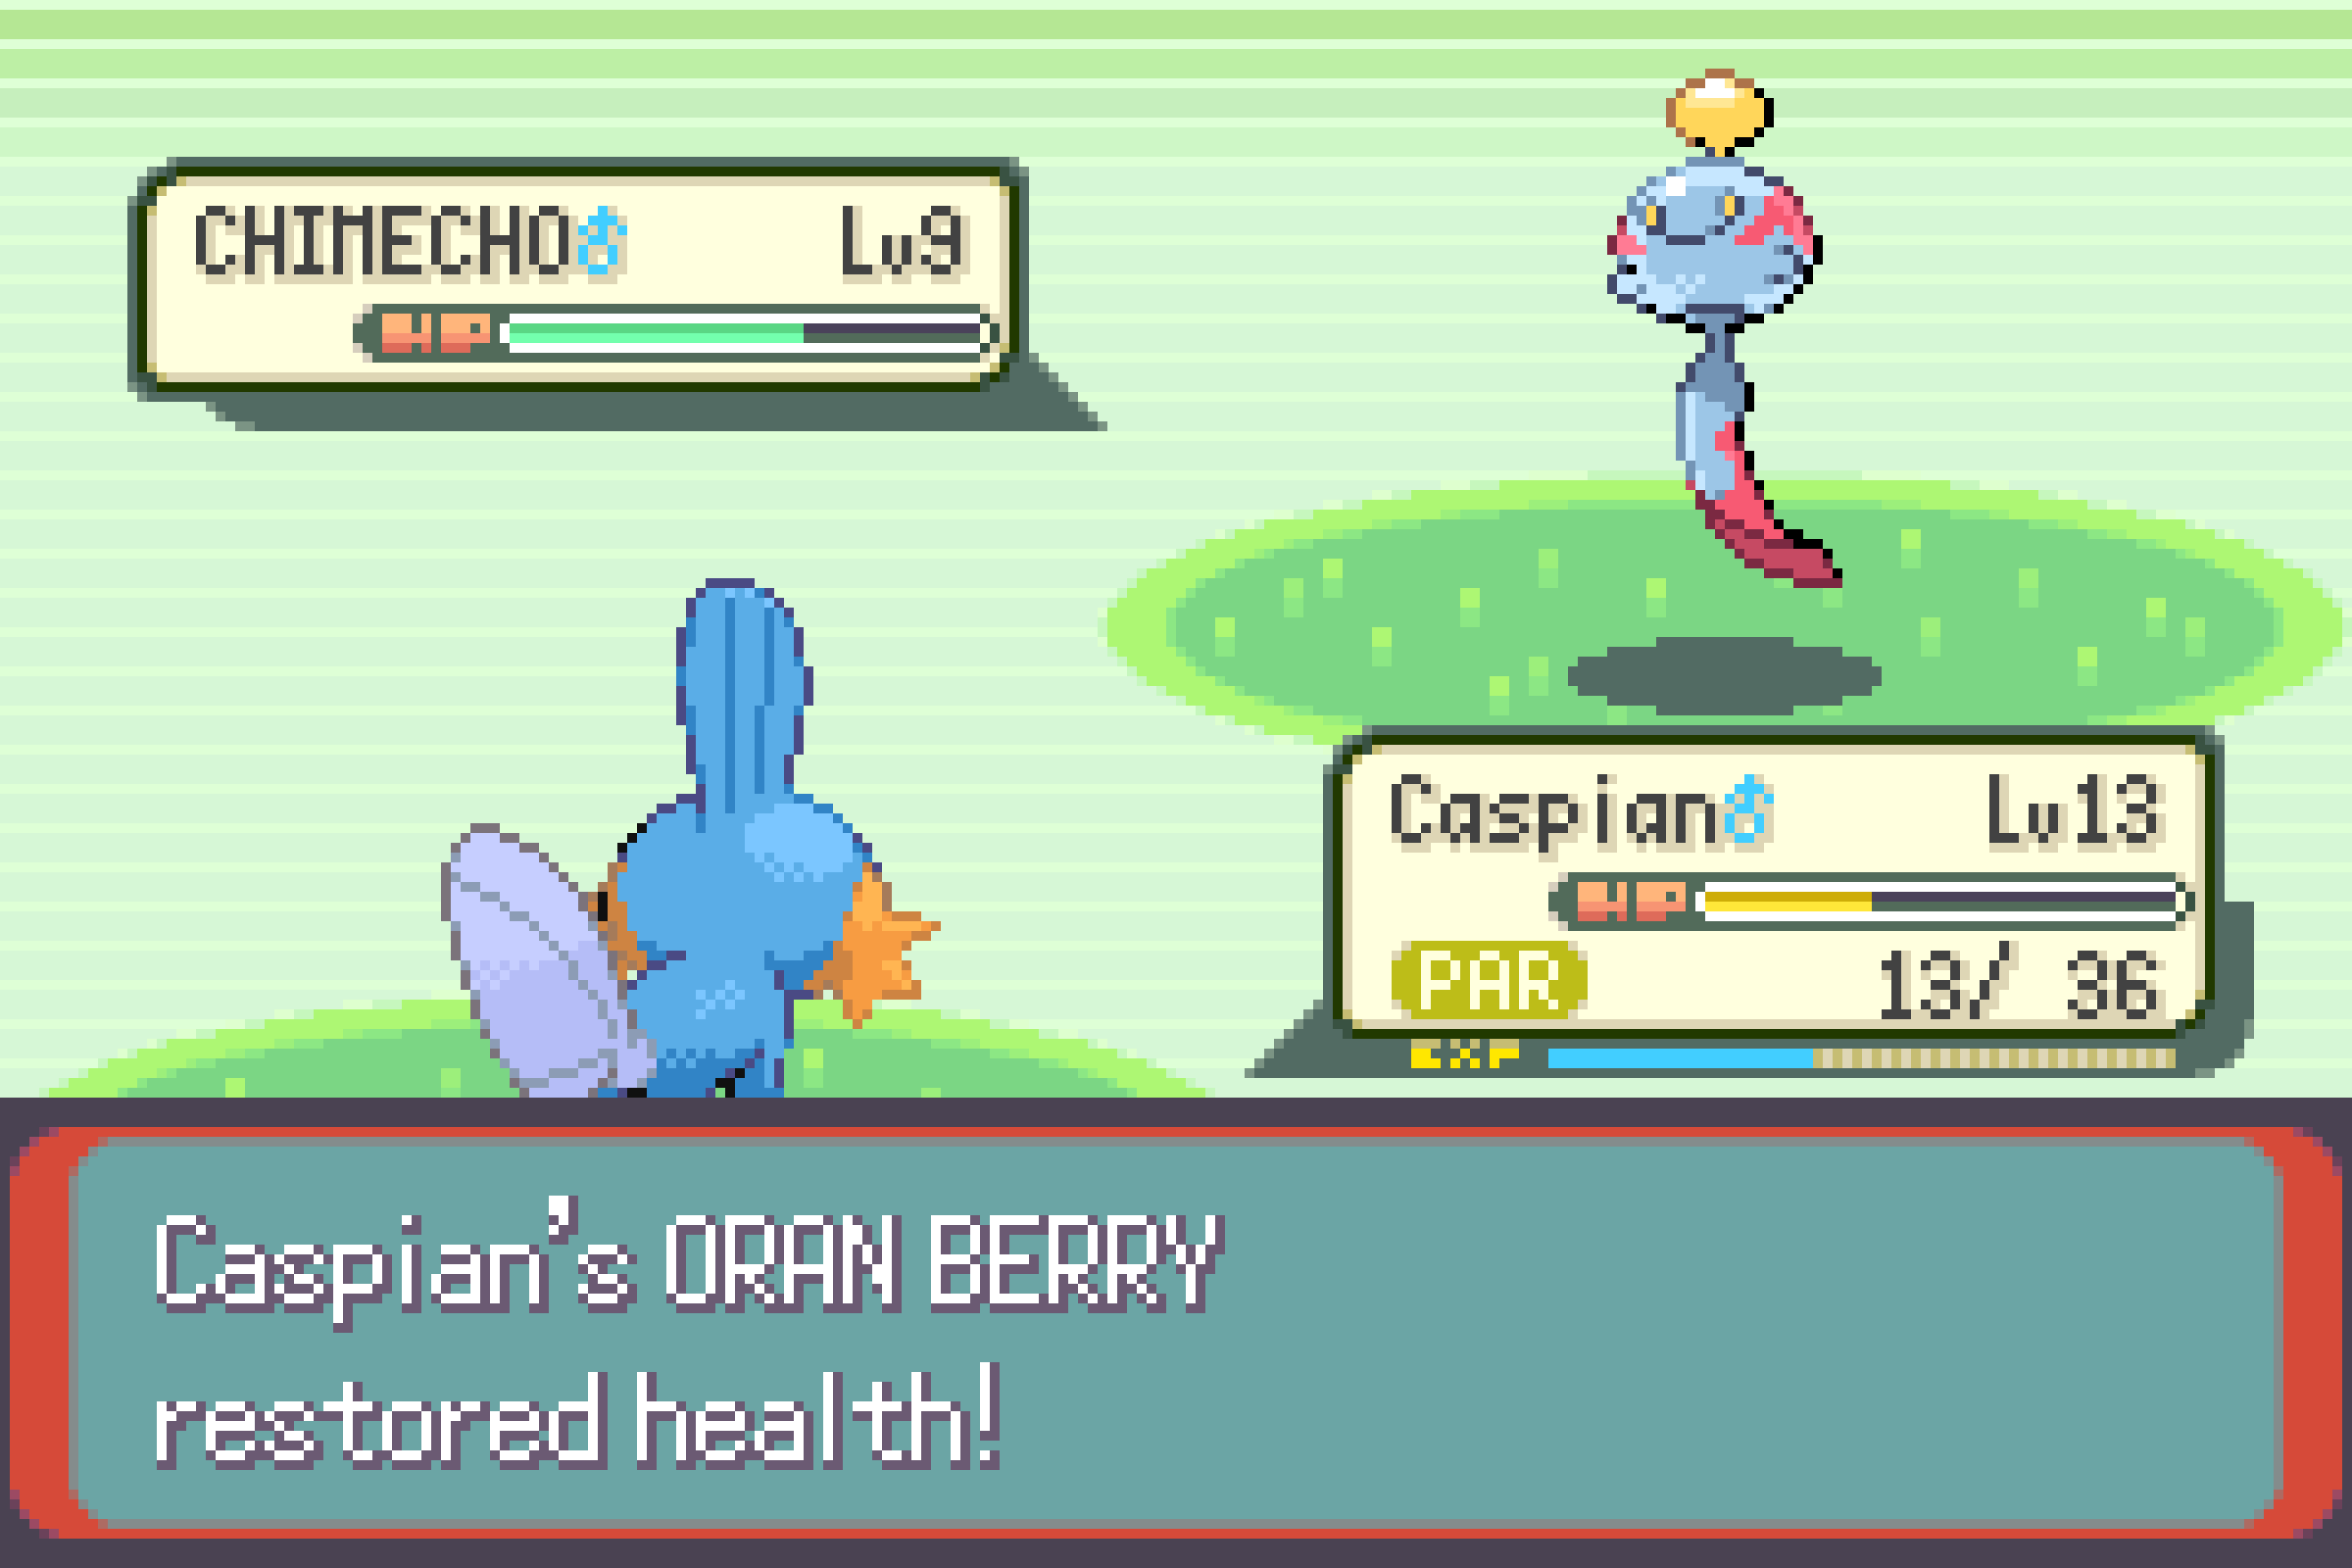 CHIMECHO♂ Lv9
HP
Caspian♂ Lv13
HP
PAR 13/ 36
EXP
Caspian's ORAN BERRY
restored health!